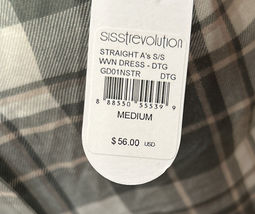 sisstrevolution
STRAIGHT A's S/S
WVN DRESS - DTG
GD01NSTR DTG
8 88550 55539 9
MEDIUM
$56.00 USD